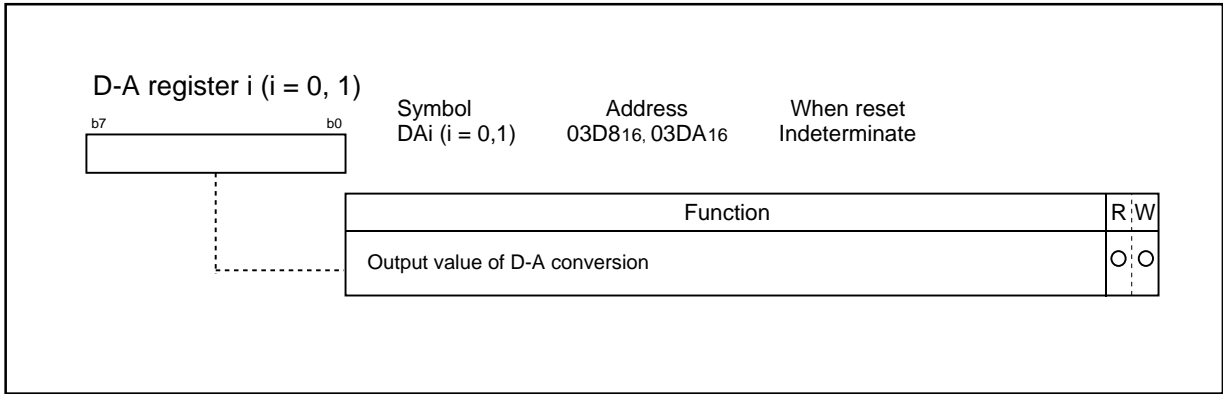 D-A register i (i = 0, 1)
Symbol Address When reset
b7 b0
DAi (i = 0,1) 03D816, 03DA16 Indeterminate
Function R W
Output value of D-A conversion O O